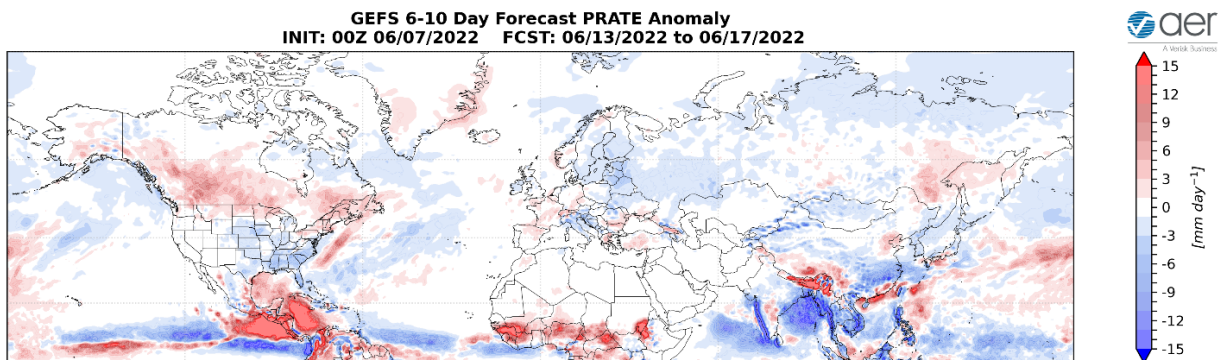 GEFS 6-10 Day Forecast PRATE Anomaly
INIT: 00Z 06/07/2022 FCST: 06/13/2022 to 06/17/2022
aer
A Verisk Business
15
12
9
6
3
0
-3
-6
-9
-12
-15
[mm day⁻¹]